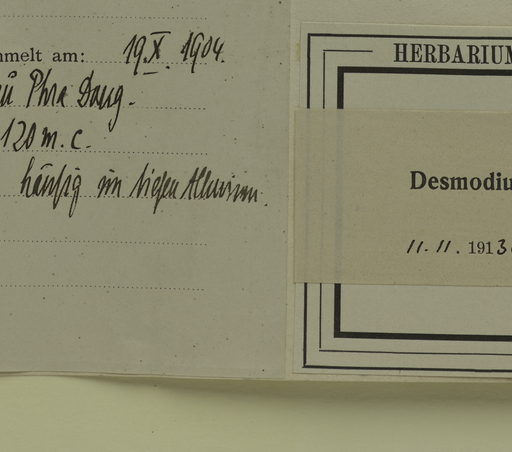 mmelt am: 19. X. 1904.
Phra Dang.
120 m. c.
häufig im tiefen Alluvium.
HERBARIUM
Desmodiu
11. 11. 1913